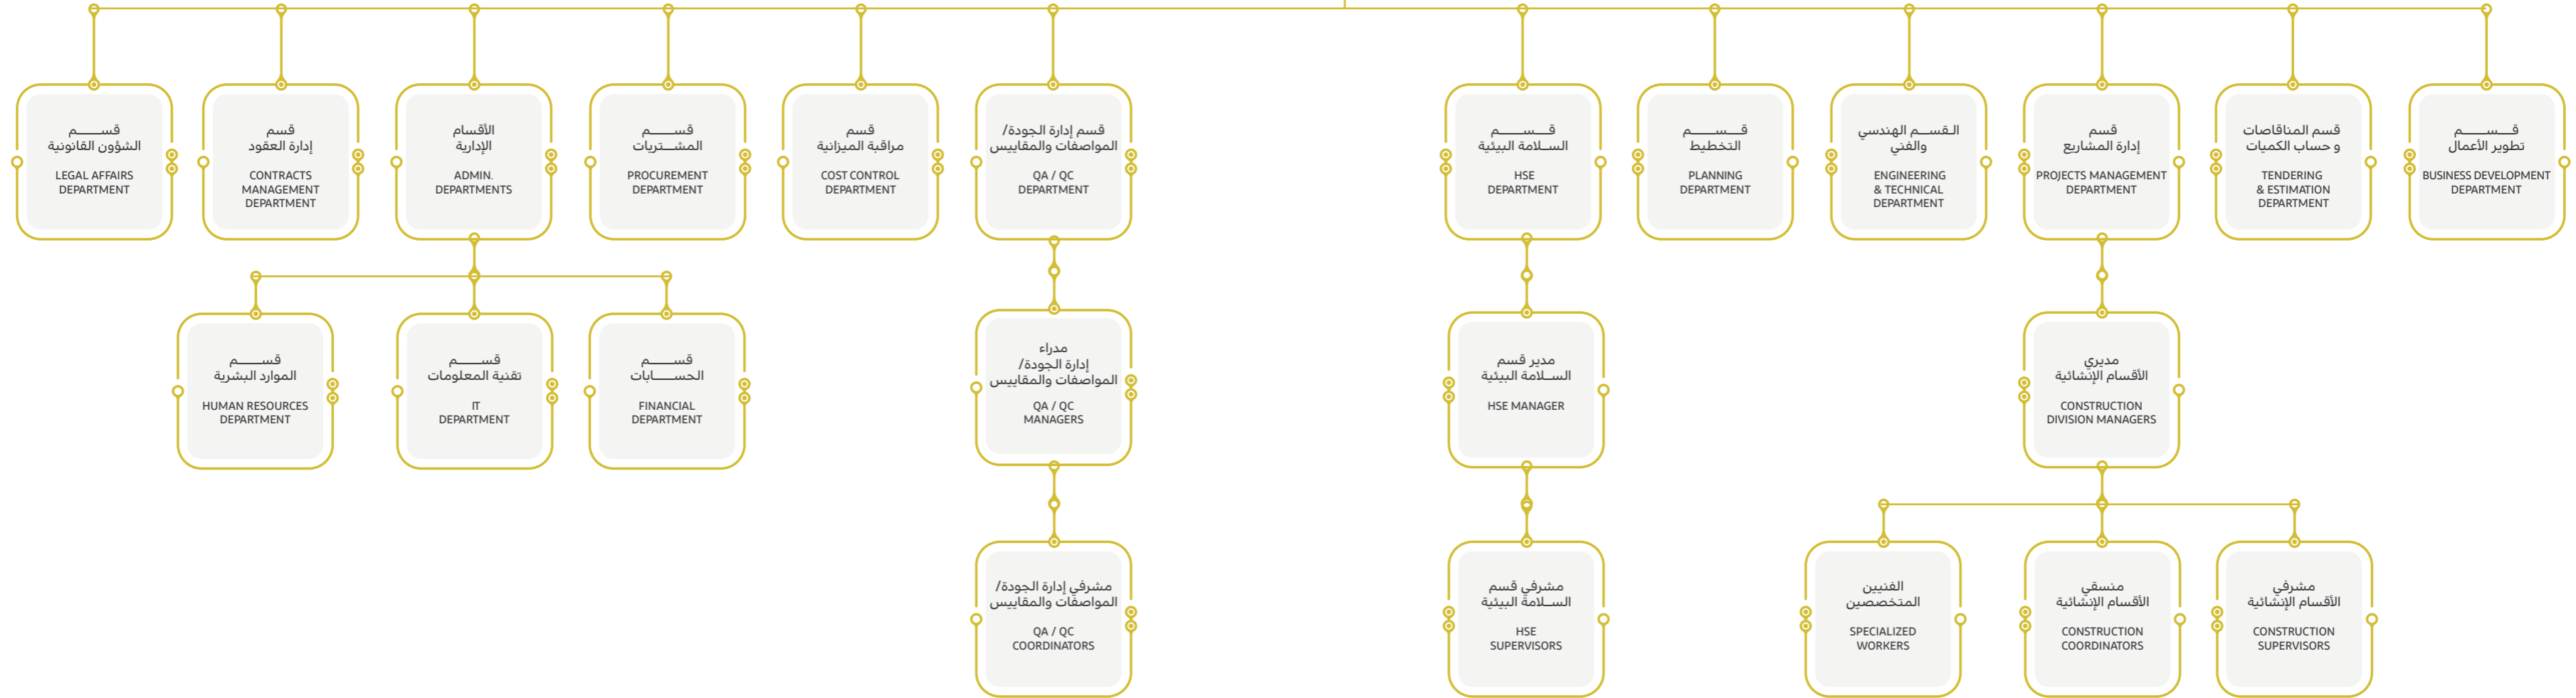 قســـم
الشؤون القانونية
LEGAL AFFAIRS
DEPARTMENT
قسم
إدارة العقود
CONTRACTS
MANAGEMENT
DEPARTMENT
الأقسام
الإدارية
ADMIN.
DEPARTMENTS
قســـم
المشـتريات
PROCUREMENT
DEPARTMENT
قسم
مراقبة الميزانية
COST CONTROL
DEPARTMENT
قسم إدارة الجودة/
المواصفات والمقاييس
QA / QC
DEPARTMENT
قـــســـم
السـلامة البيئية
HSE
DEPARTMENT
قـــســـم
التخطيط
PLANNING
DEPARTMENT
القســـم الهندسي
والفني
ENGINEERING
& TECHNICAL
DEPARTMENT
قسم
إدارة المشاريع
PROJECTS MANAGEMENT
DEPARTMENT
قسم المناقاصات
و حساب الكميات
TENDERING
& ESTIMATION
DEPARTMENT
قـــســـم
تطوير الأعمال
BUSINESS DEVELOPMENT
DEPARTMENT
قســـم
الموارد البشرية
HUMAN RESOURCES
DEPARTMENT
قســـم
تقنية المعلومات
IT
DEPARTMENT
قســـم
الحســـابات
FINANCIAL
DEPARTMENT
مدراء
إدارة الجودة/
المواصفات والمقاييس
QA / QC
MANAGERS
مدير قسم
السـلامة البيئية
HSE MANAGER
مديري
الأقسام الإنشائية
CONSTRUCTION
DIVISION MANAGERS
مشرفي إدارة الجودة/
المواصفات والمقاييس
QA / QC
COORDINATORS
مشرفي قسم
السـلامة البيئية
HSE
SUPERVISORS
الفنيين
المتخصصين
SPECIALIZED
WORKERS
منسقي
الأقسام الإنشائية
CONSTRUCTION
COORDINATORS
مشرفي
الأقسام الإنشائية
CONSTRUCTION
SUPERVISORS